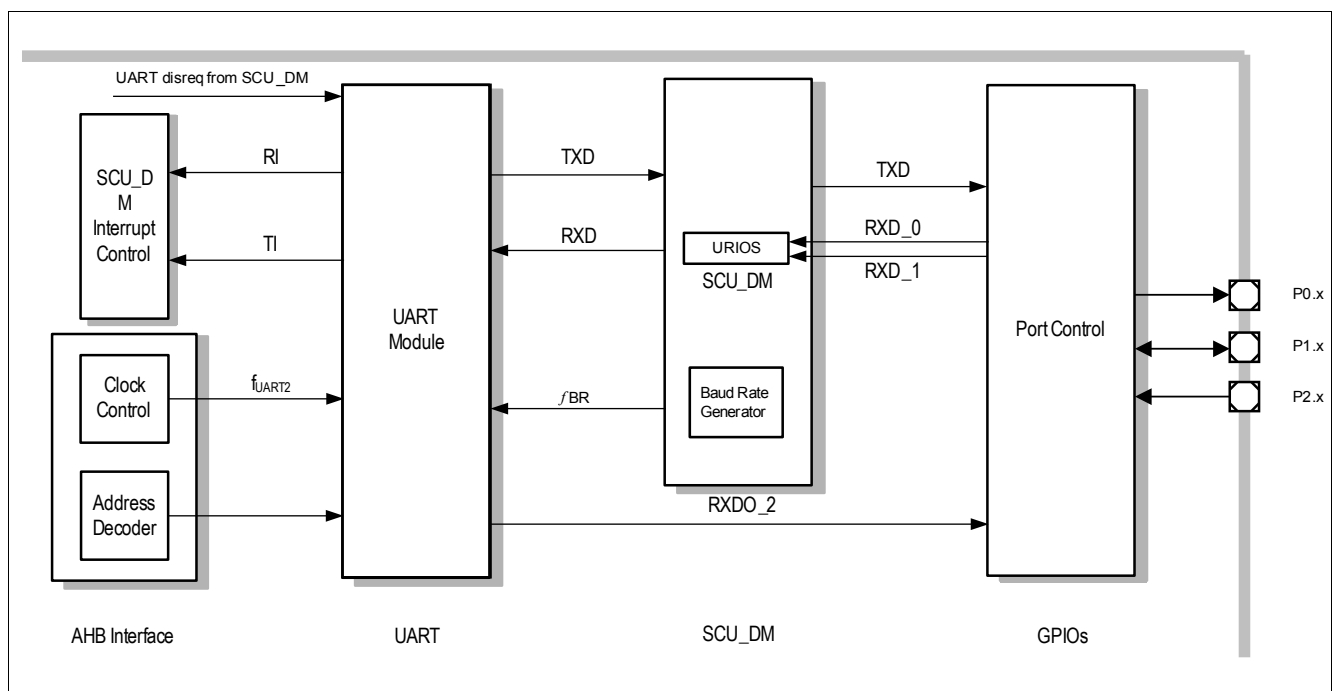 UART disreq from SCU_DM
SCU_D
M
Interrupt
Control
RI
TI
Clock
Control
fUART2
Address
Decoder
AHB Interface
UART
Module
UART
TXD
RXD
fBR
URIOS
SCU_DM
Baud Rate
Generator
RXDO_2
SCU_DM
TXD
RXD_0
RXD_1
Port Control
GPIOs
P0.x
P1.x
P2.x